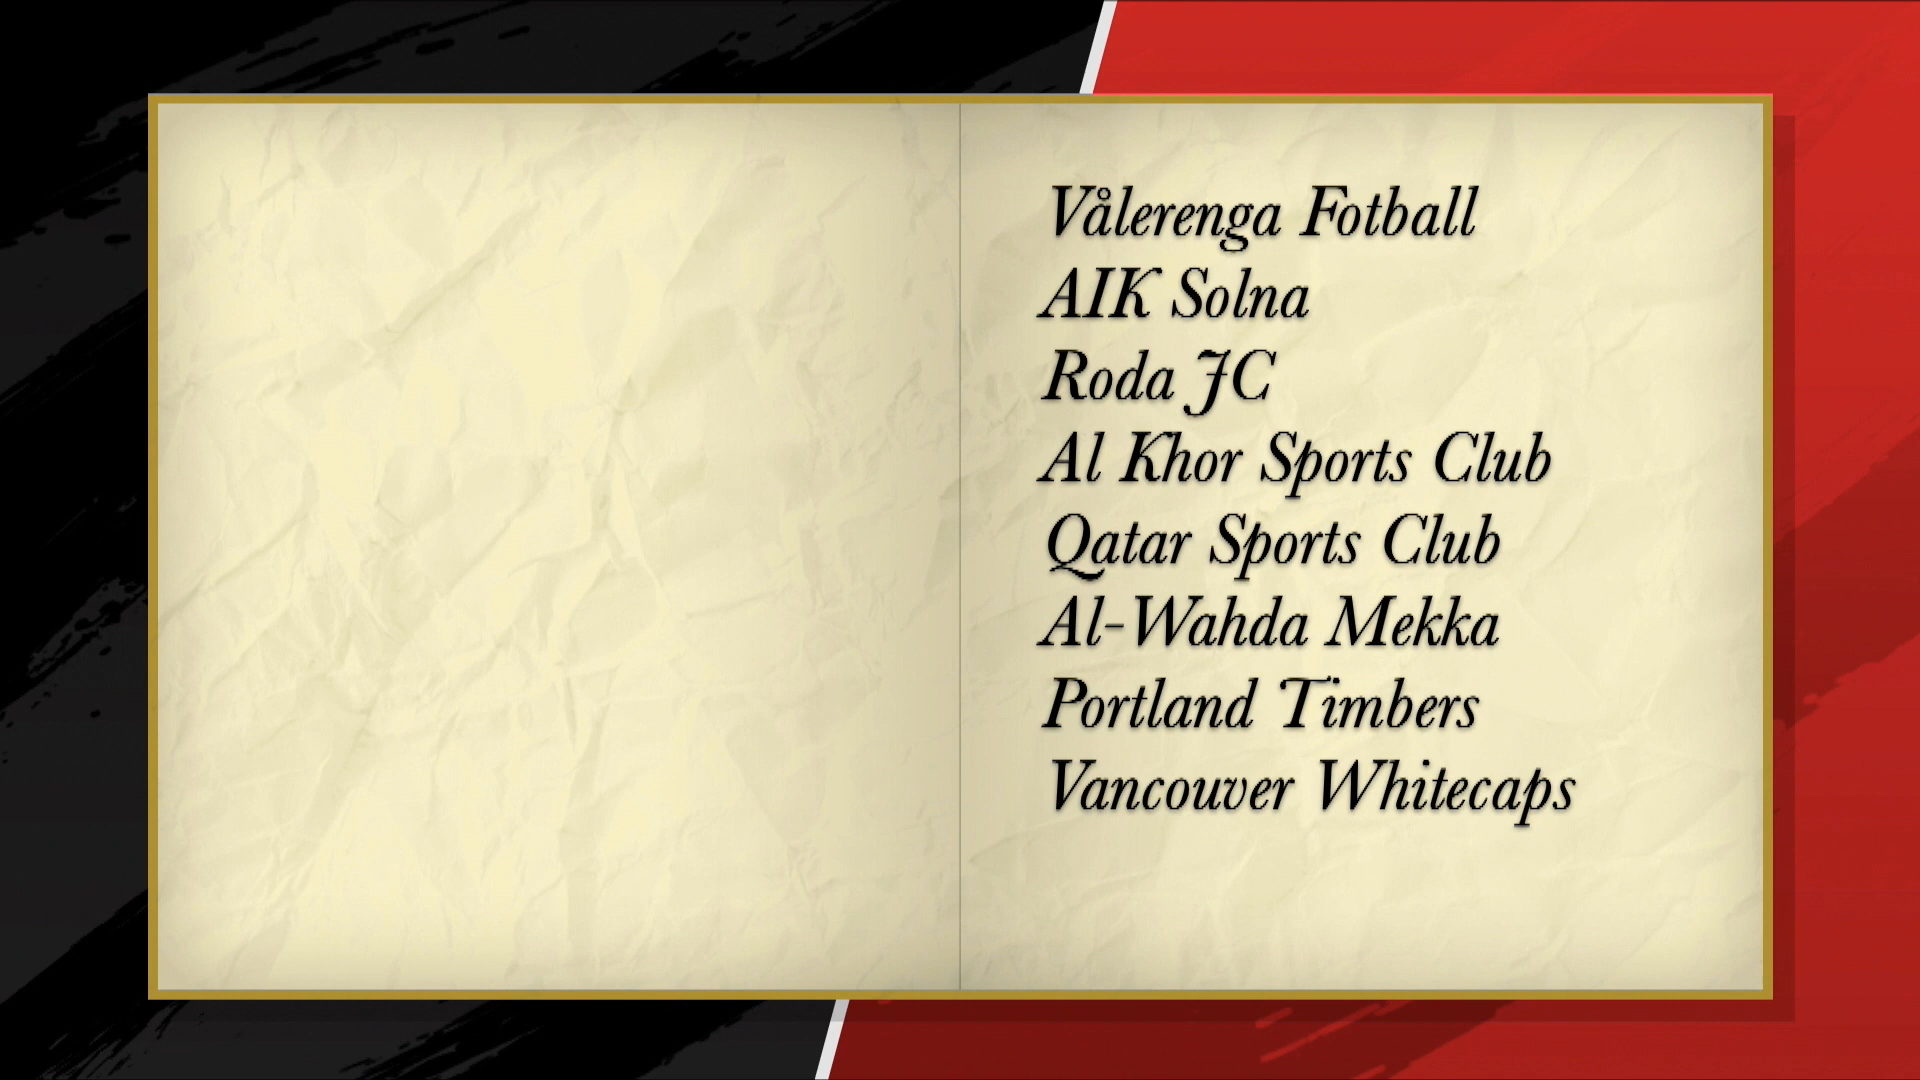 Vålerenga Fotball
AIK Solna
Roda JC
Al Khor Sports Club
Qatar Sports Club
Al-Wahda Mekka
Portland Timbers
Vancouver Whitecaps